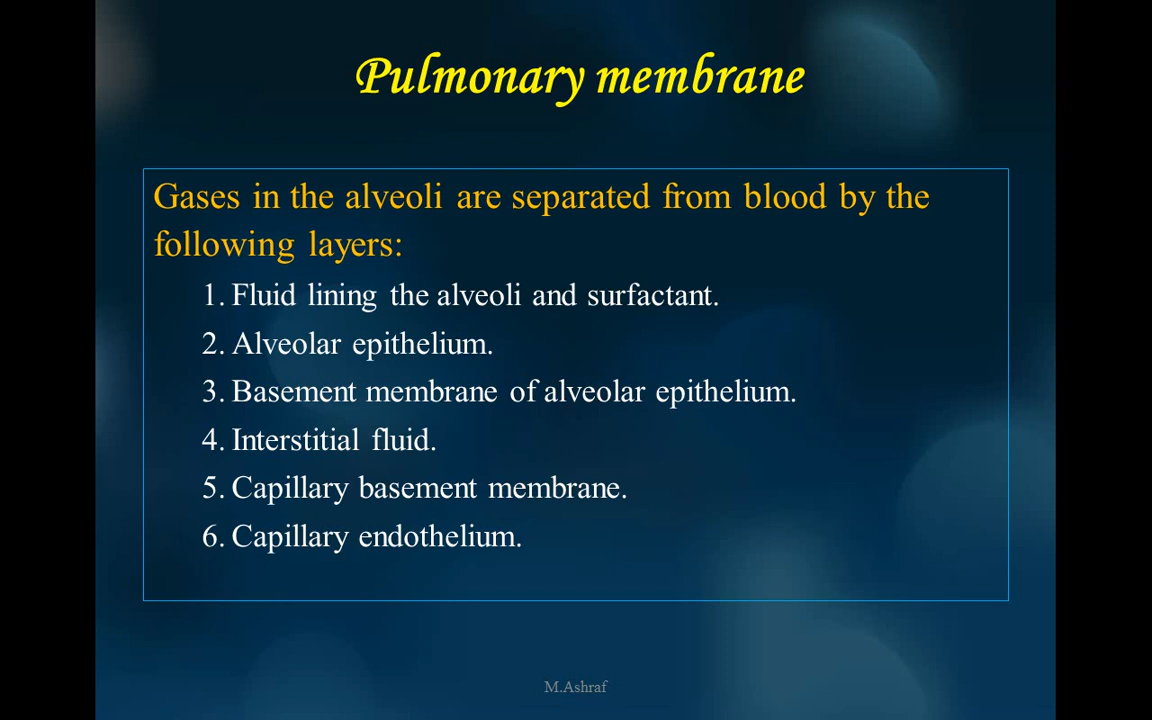 Pulmonary membrane
Gases in the alveoli are separated from blood by the
following layers:
1. Fluid lining the alveoli and surfactant.
2. Alveolar epithelium.
3. Basement membrane of alveolar epithelium.
4. Interstitial fluid.
5. Capillary basement membrane.
6. Capillary endothelium.
M.Ashraf